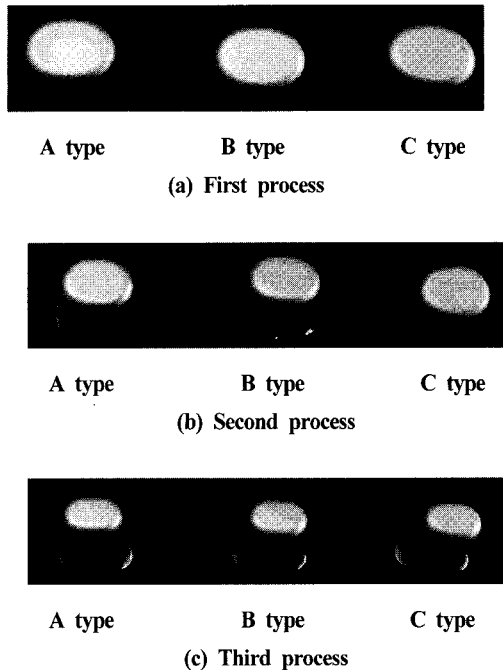 A type B type C type
(a) First process
A type B type C type
(b) Second process
A type B type C type
(c) Third process